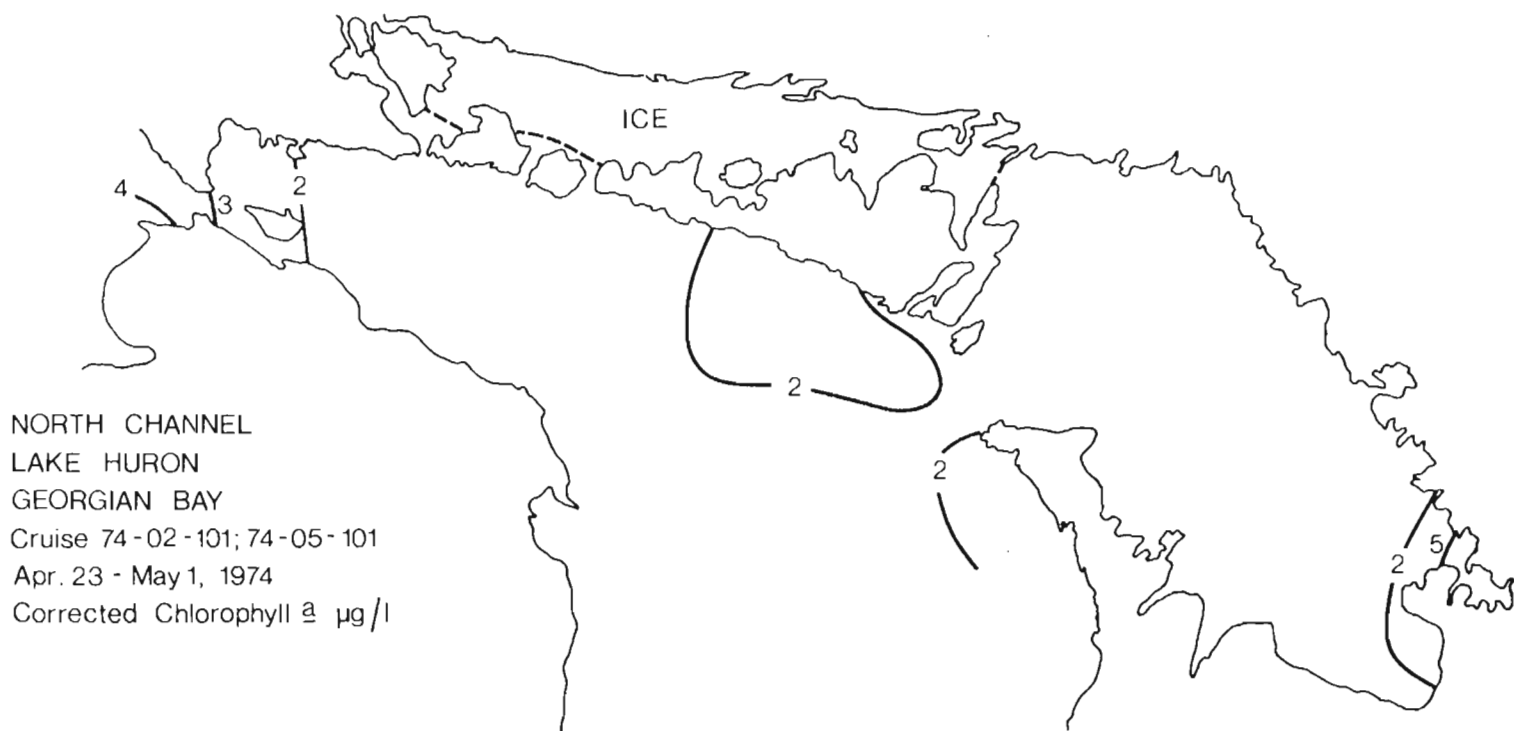 ICE
4
3
2
2
2
2
5
NORTH CHANNEL
LAKE HURON
GEORGIAN BAY
Cruise 74-02-101; 74-05-101
Apr. 23 - May 1, 1974
Corrected Chlorophyll a µg/l